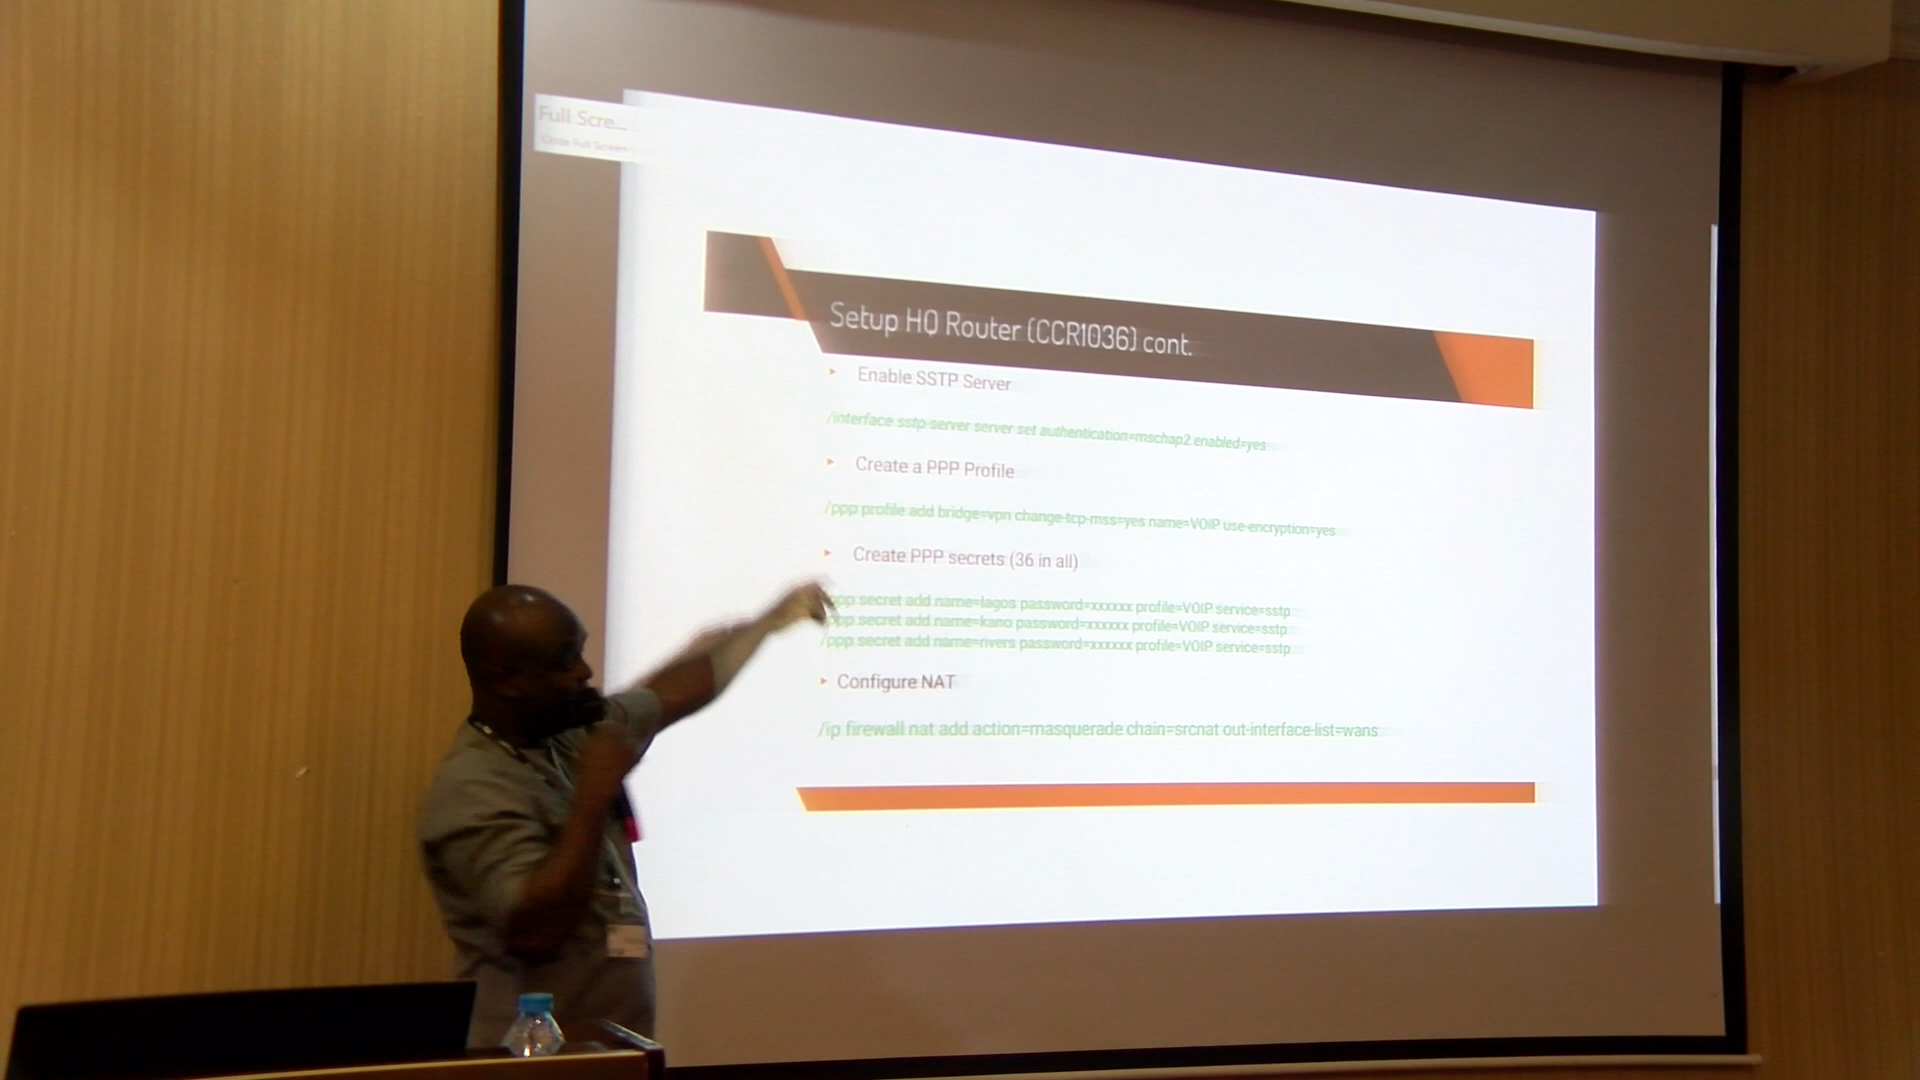 Full Scre...
Close Full Screen
Setup HQ Router (CCR1036) cont.
Enable SSTP Server
/interface sstp-server server set authentication=mschap2 enabled=yes
Create a PPP Profile
/ppp profile add bridge=vpn change-tcp-mss=yes name=VOIP use-encryption=yes
Create PPP secrets (36 in all)
ppp secret add name=lagos password=xxxxxx profile=VOIP service=sstp
ppp secret add name=kano password=xxxxxx profile=VOIP service=sstp
/ppp secret add name=rivers password=xxxxxx profile=VOIP service=sstp
Configure NAT
/ip firewall nat add action=masquerade chain=srcnat out-interface-list=wans